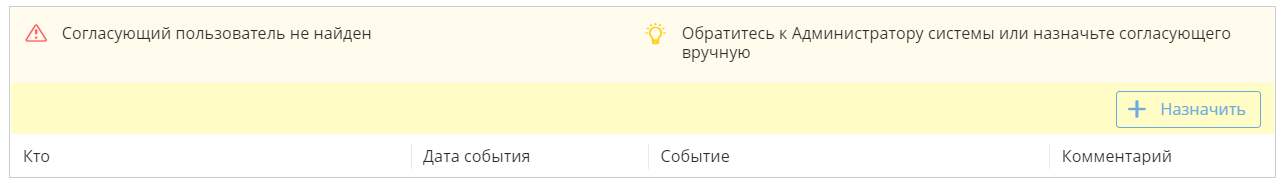 Согласующий пользователь не найден
Обратитесь к Администратору системы или назначьте согласующего
вручную
Назначить
Кто Дата события Событие Комментарий